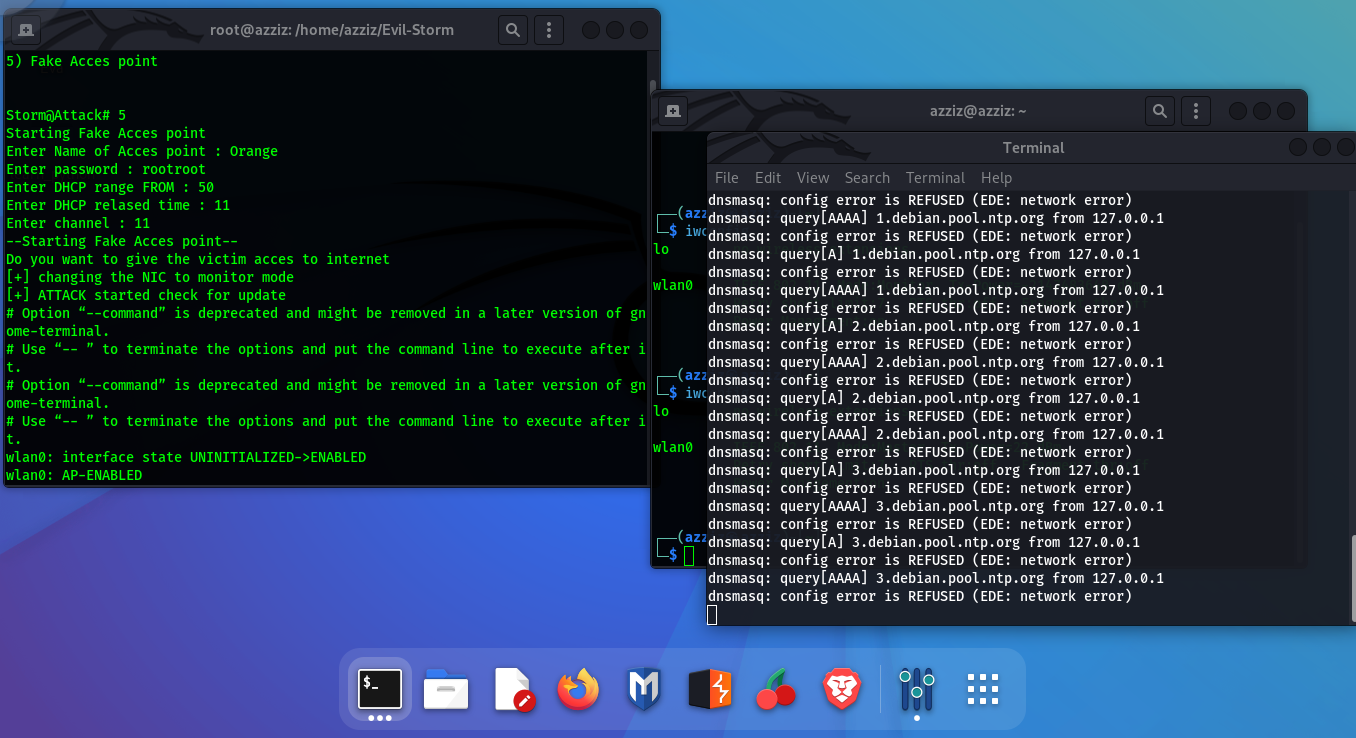 root@azziz: /home/azziz/Evil-Storm
5) Fake Acces point
Storm@Attack# 5
Starting Fake Acces point
Enter Name of Acces point : Orange
Enter password : rootroot
Enter DHCP range FROM : 50
Enter DHCP relased time : 11
Enter channel : 11
--Starting Fake Acces point--
Do you want to give the victim acces to internet
[+] changing the NIC to monitor mode
[+] ATTACK started check for update
# Option “--command” is deprecated and might be removed in a later version of gn
ome-terminal.
# Use “-- ” to terminate the options and put the command line to execute after i
t.
# Option “--command” is deprecated and might be removed in a later version of gn
ome-terminal.
# Use “-- ” to terminate the options and put the command line to execute after i
t.
wlan0: interface state UNINITIALIZED->ENABLED
wlan0: AP-ENABLED
azziz@azziz: ~
(azz
$ iwc
lo
wlan0
(azz
$ iwc
lo
wlan0
(azz
$
Terminal
File Edit View Search Terminal Help
dnsmasq: config error is REFUSED (EDE: network error)
dnsmasq: query[AAAA] 1.debian.pool.ntp.org from 127.0.0.1
dnsmasq: config error is REFUSED (EDE: network error)
dnsmasq: query[A] 1.debian.pool.ntp.org from 127.0.0.1
dnsmasq: config error is REFUSED (EDE: network error)
dnsmasq: query[AAAA] 1.debian.pool.ntp.org from 127.0.0.1
dnsmasq: config error is REFUSED (EDE: network error)
dnsmasq: query[A] 2.debian.pool.ntp.org from 127.0.0.1
dnsmasq: config error is REFUSED (EDE: network error)
dnsmasq: query[AAAA] 2.debian.pool.ntp.org from 127.0.0.1
dnsmasq: config error is REFUSED (EDE: network error)
dnsmasq: query[A] 2.debian.pool.ntp.org from 127.0.0.1
dnsmasq: config error is REFUSED (EDE: network error)
dnsmasq: query[AAAA] 2.debian.pool.ntp.org from 127.0.0.1
dnsmasq: config error is REFUSED (EDE: network error)
dnsmasq: query[A] 3.debian.pool.ntp.org from 127.0.0.1
dnsmasq: config error is REFUSED (EDE: network error)
dnsmasq: query[AAAA] 3.debian.pool.ntp.org from 127.0.0.1
dnsmasq: config error is REFUSED (EDE: network error)
dnsmasq: query[A] 3.debian.pool.ntp.org from 127.0.0.1
dnsmasq: config error is REFUSED (EDE: network error)
dnsmasq: query[AAAA] 3.debian.pool.ntp.org from 127.0.0.1
dnsmasq: config error is REFUSED (EDE: network error)
$_